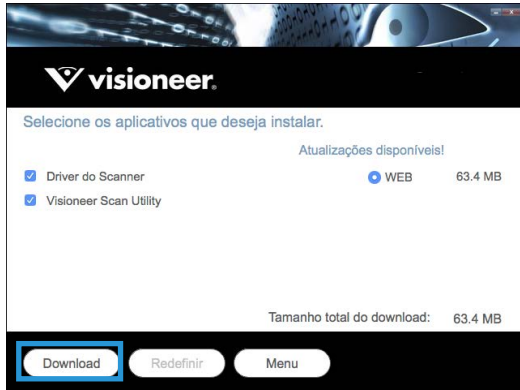 visioneer®
Selecione os aplicativos que deseja instalar.
Atualizações disponíveis!
Driver do Scanner WEB 63.4 MB
Visioneer Scan Utility
Tamanho total do download: 63.4 MB
Download Redefinir Menu